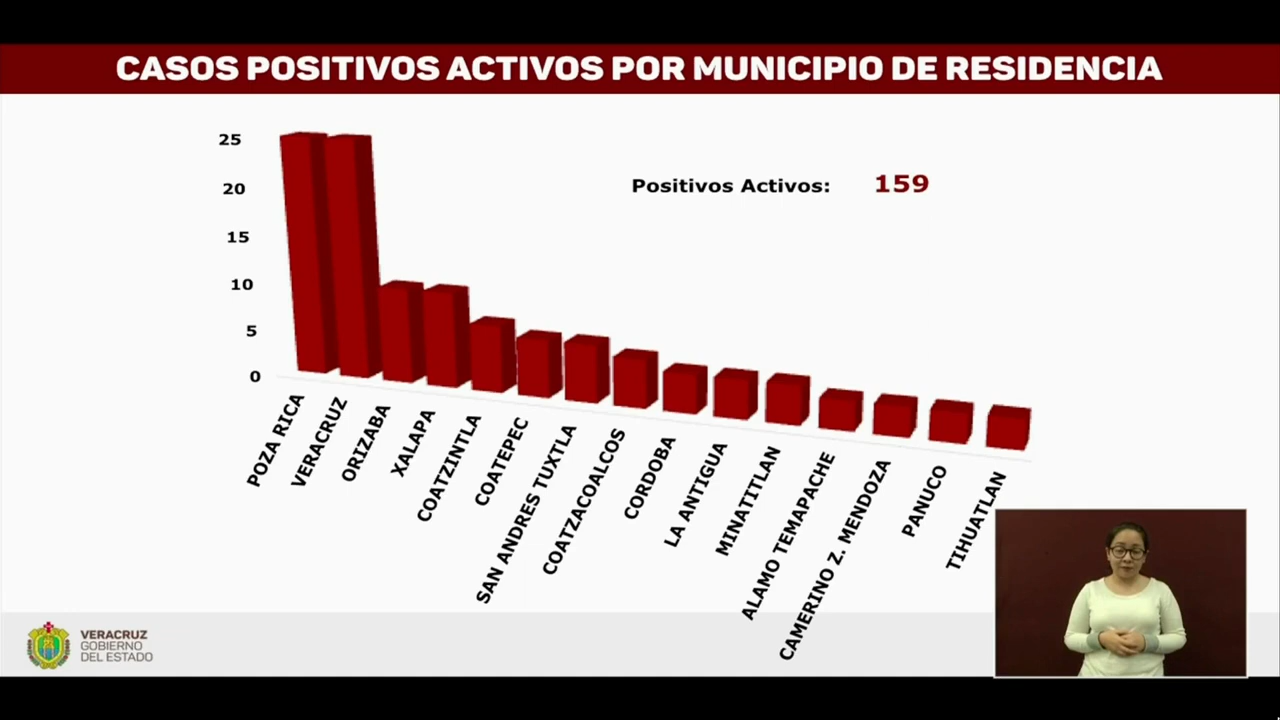 CASOS POSITIVOS ACTIVOS POR MUNICIPIO DE RESIDENCIA
25
20
15
10
5
0
Positivos Activos: 159
POZA RICA
VERACRUZ
ORIZABA
XALAPA
COATZINTLA
COATEPEC
SAN ANDRES TUXTLA
COATZACOALCOS
CORDOBA
LA ANTIGUA
MINATITLAN
ALAMO TEMAPACHE
CAMERINO Z. MENDOZA
PANUCO
TIHUATLAN
VERACRUZ
GOBIERNO
DEL ESTADO